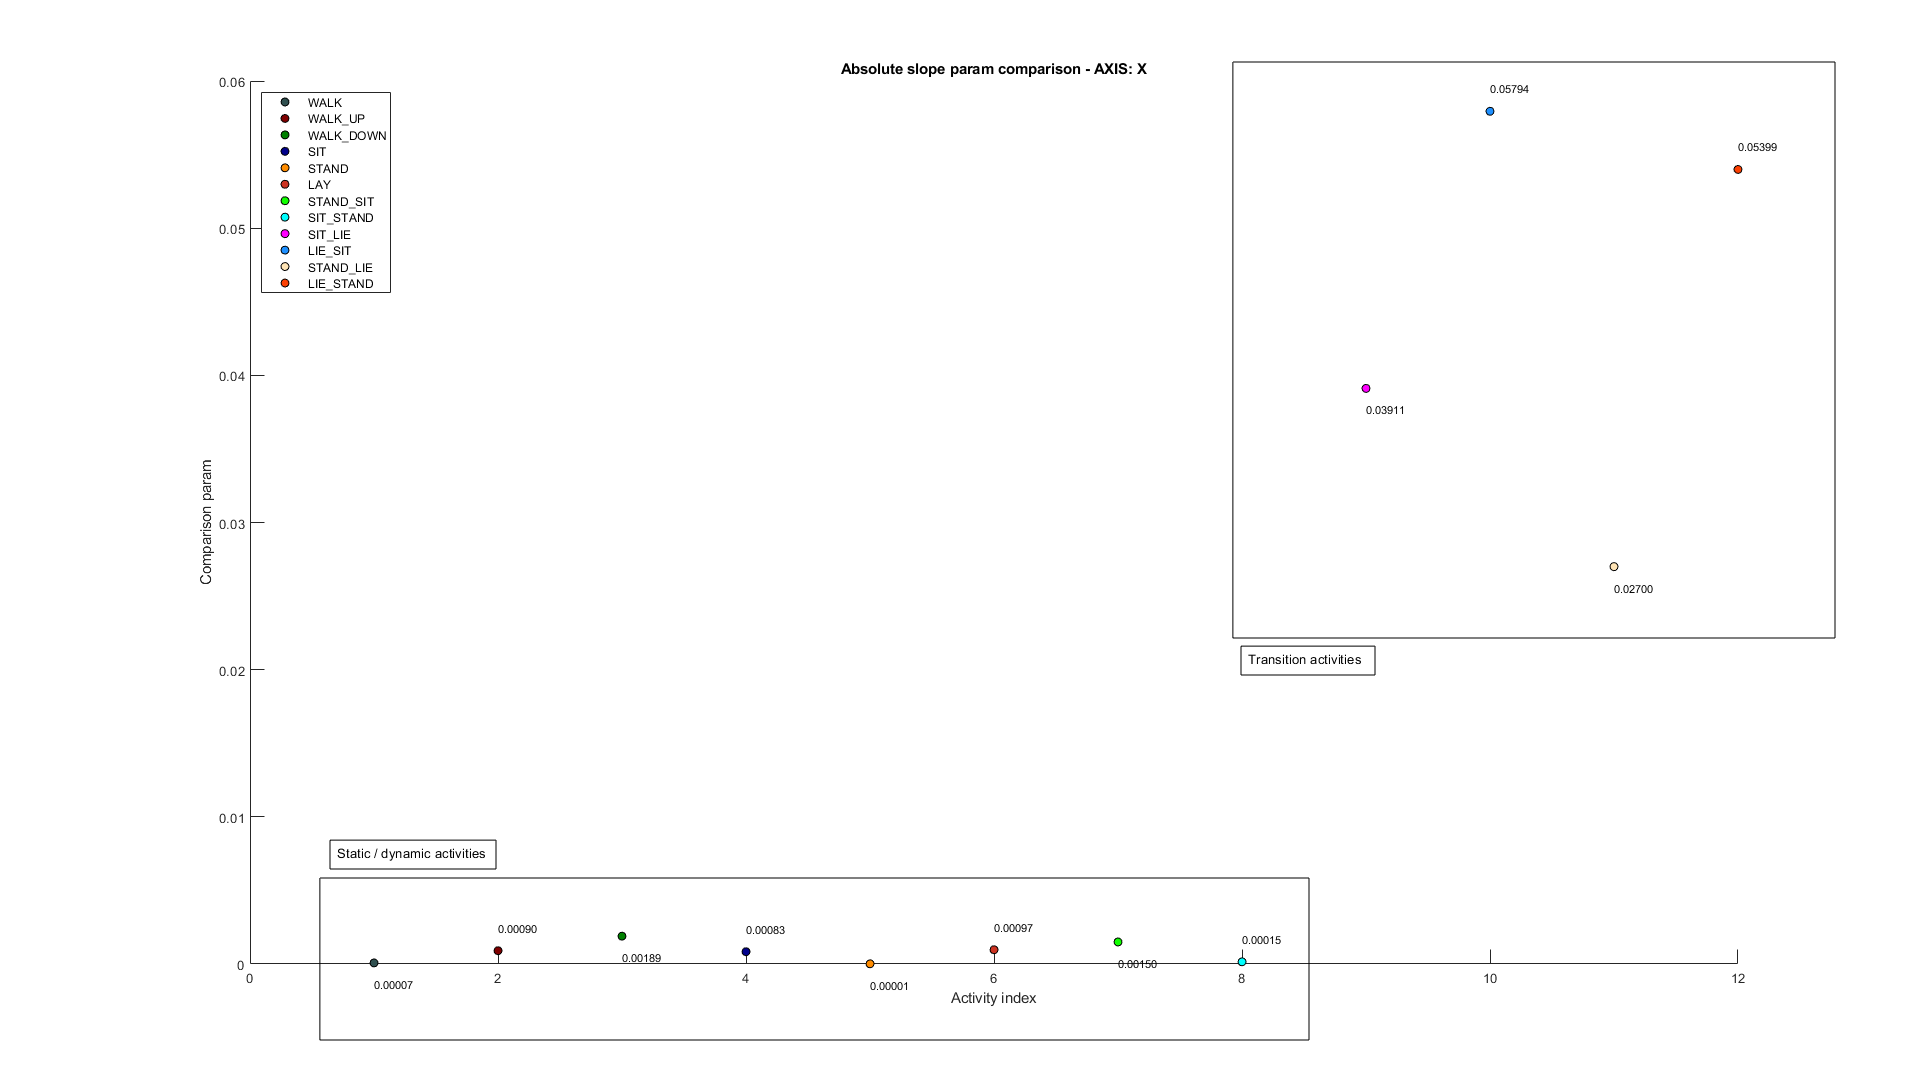 Absolute slope param comparison - AXIS: X
0.06
0.05
0.04
0.03
0.02
0.01
0
Comparison param
WALK
WALK_UP
WALK_DOWN
SIT
STAND
LAY
STAND_SIT
SIT_STAND
SIT_LIE
LIE_SIT
STAND_LIE
LIE_STAND
0.05794
0.05399
0.03911
0.02700
Transition activities
Static / dynamic activities
0.00007
0.00090
0.00189
0.00083
0.00001
0.00097
0.00150
0.00015
0 2 4 6 8 10 12
Activity index